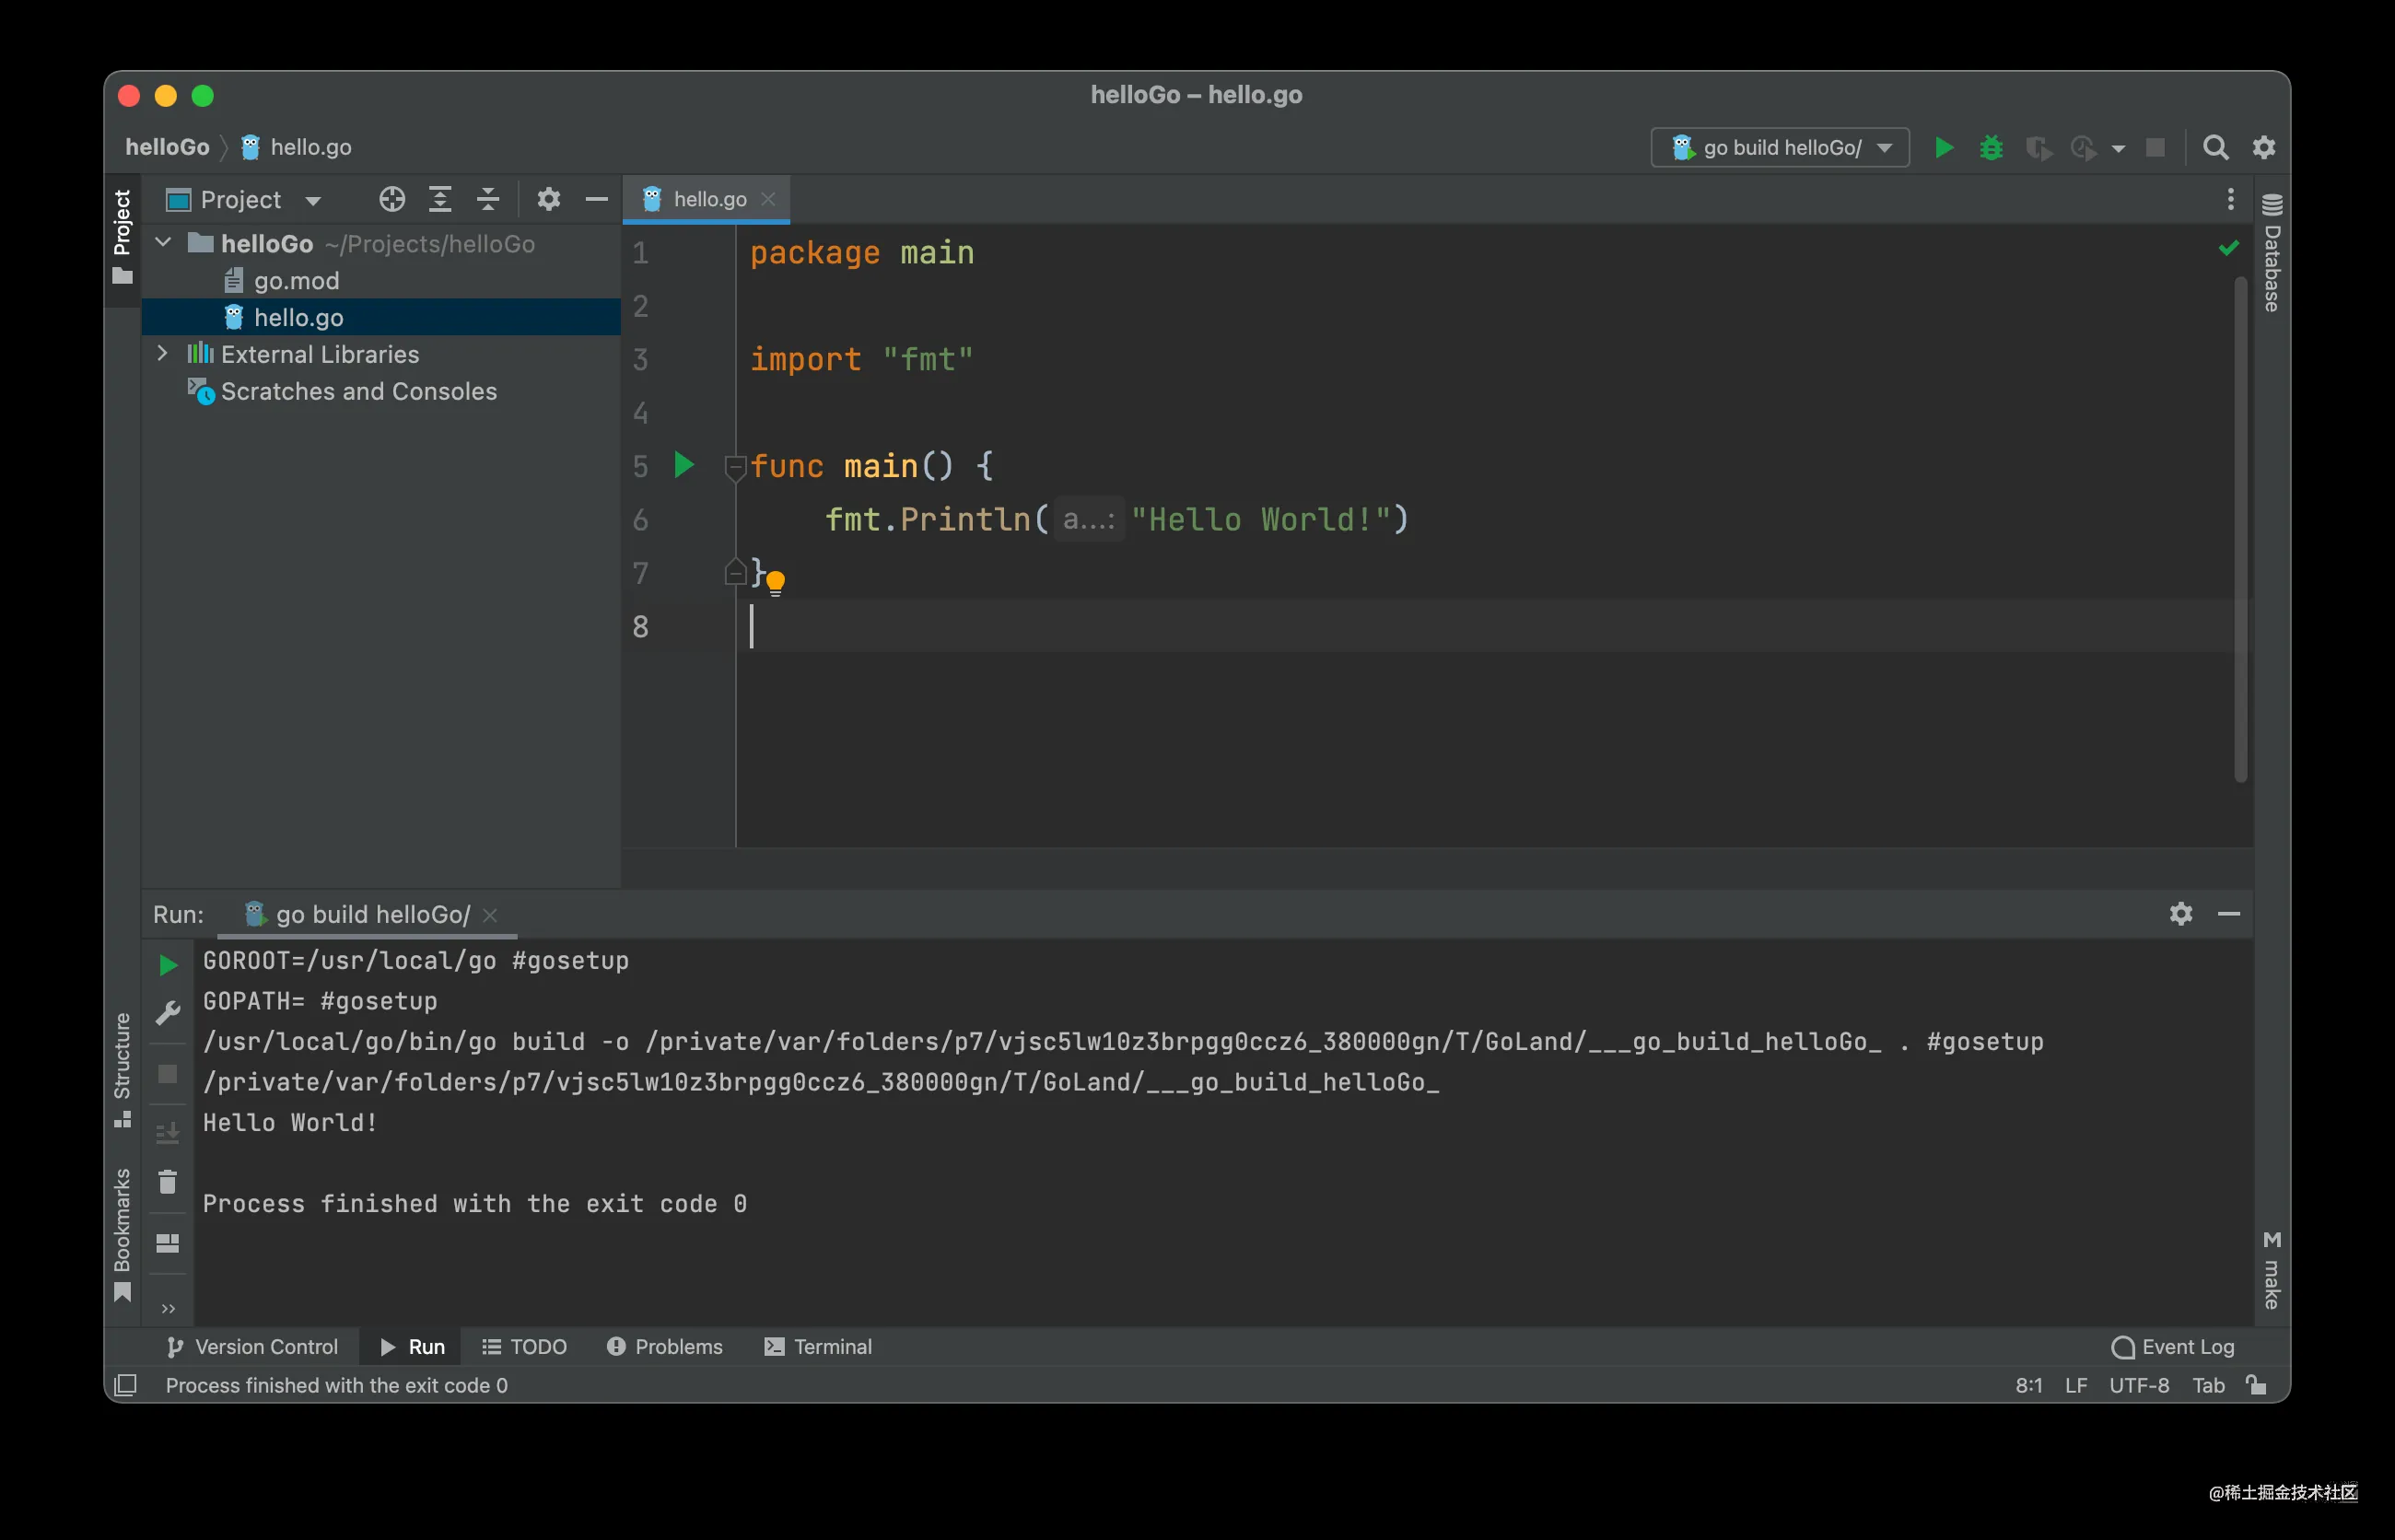 helloGo – hello.go
helloGo hello.go
go build helloGo/
Project
Project
hello.go
Database
helloGo ~/Projects/helloGo
go.mod
hello.go
External Libraries
Scratches and Consoles
1 package main
2
3 import "fmt"
4
5 func main() {
6 fmt.Println( a...: "Hello World!")
7 }
8
Run: go build helloGo/
GOROOT=/usr/local/go #gosetup
GOPATH= #gosetup
/usr/local/go/bin/go build -o /private/var/folders/p7/vjsc5lw10z3brpgg0ccz6_380000gn/T/GoLand/___go_build_helloGo_ . #gosetup
/private/var/folders/p7/vjsc5lw10z3brpgg0ccz6_380000gn/T/GoLand/___go_build_helloGo_
Hello World!
Process finished with the exit code 0
Structure
Bookmarks
M make
Version Control Run TODO Problems Terminal Event Log
Process finished with the exit code 0 8:1 LF UTF-8 Tab
@稀土掘金技术社区